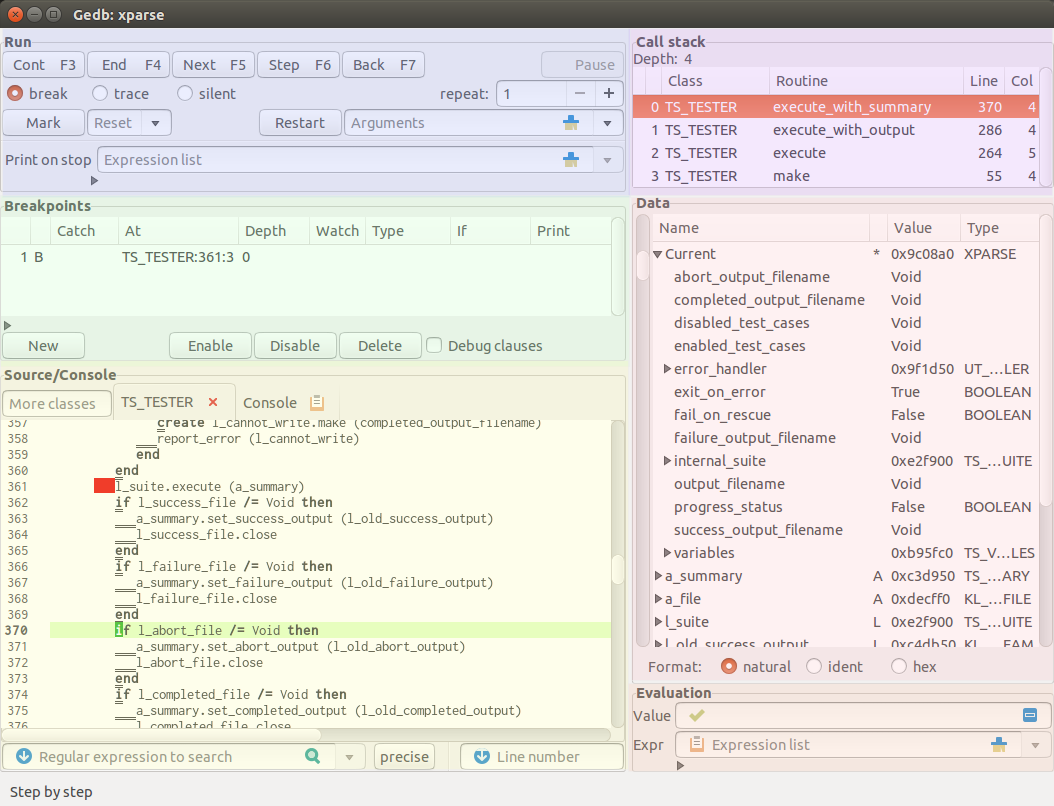 Gedb: xparse
Run
Cont F3 End F4 Next F5 Step F6 Back F7 Pause
break trace silent repeat: 1 − +
Mark Reset Restart Arguments
Print on stop Expression list
Call stack
Depth: 4
Class Routine Line Col
0 TS_TESTER execute_with_summary 370 4
1 TS_TESTER execute_with_output 286 4
2 TS_TESTER execute 264 5
3 TS_TESTER make 55 4
Breakpoints
Catch At Depth Watch Type If Print
1 B TS_TESTER:361:3 0
New Enable Disable Delete Debug clauses
Source/Console
More classes TS_TESTER × Console
357 create l_cannot_write.make (completed_output_filename)
358 report_error (l_cannot_write)
359 end
360 end
361 l_suite.execute (a_summary)
362 if l_success_file /= Void then
363 a_summary.set_success_output (l_old_success_output)
364 l_success_file.close
365 end
366 if l_failure_file /= Void then
367 a_summary.set_failure_output (l_old_failure_output)
368 l_failure_file.close
369 end
370 if l_abort_file /= Void then
371 a_summary.set_abort_output (l_old_abort_output)
372 l_abort_file.close
373 end
374 if l_completed_file /= Void then
375 a_summary.set_completed_output (l_old_completed_output)
376 l_completed_file.close
Regular expression to search precise Line number
Data
Name Value Type
Current * 0x9c08a0 XPARSE
abort_output_filename Void
completed_output_filename Void
disabled_test_cases Void
enabled_test_cases Void
error_handler 0x9f1d50 UT_…LER
exit_on_error True BOOLEAN
fail_on_rescue False BOOLEAN
failure_output_filename Void
internal_suite 0xe2f900 TS_…UITE
output_filename Void
progress_status False BOOLEAN
success_output_filename Void
variables 0xb95fc0 TS_V…LES
a_summary A 0xc3d950 TS_…ARY
a_file A 0xdecff0 KL_…FILE
l_suite L 0xe2f900 TS_…UITE
l_old_success_output L 0xc4db50 KL_…EAM
Format: natural ident hex
Evaluation
Value
Expr Expression list
Step by step